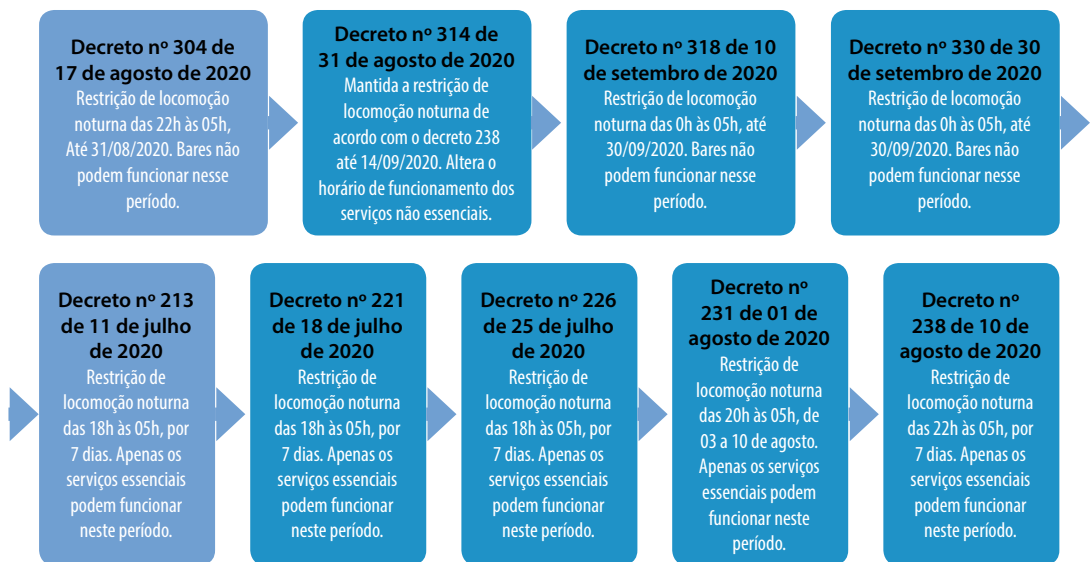 Decreto nº 304 de
17 de agosto de 2020
Restrição de locomoção
noturna das 22h às 05h,
Até 31/08/2020. Bares não
podem funcionar nesse
período.
Decreto nº 314 de
31 de agosto de 2020
Mantida a restrição de
locomoção noturna de
acordo com o decreto 238
até 14/09/2020. Altera o
horário de funcionamento dos
serviços não essenciais.
Decreto nº 318 de 10
de setembro de 2020
Restrição de locomoção
noturna das 0h às 05h, até
30/09/2020. Bares não
podem funcionar nesse
período.
Decreto nº 330 de 30
de setembro de 2020
Restrição de locomoção
noturna das 0h às 05h, até
30/09/2020. Bares não
podem funcionar nesse
período.
Decreto nº 213
de 11 de julho
de 2020
Restrição de
locomoção noturna
das 18h às 05h, por
7 dias. Apenas os
serviços essenciais
podem funcionar
neste período.
Decreto nº 221
de 18 de julho
de 2020
Restrição de
locomoção noturna
das 18h às 05h, por
7 dias. Apenas os
serviços essenciais
podem funcionar
neste período.
Decreto nº 226
de 25 de julho
de 2020
Restrição de
locomoção noturna
das 18h às 05h, por
7 dias. Apenas os
serviços essenciais
podem funcionar
neste período.
Decreto nº
231 de 01 de
agosto de 2020
Restrição de
locomoção noturna
das 20h às 05h, de
03 a 10 de agosto.
Apenas os serviços
essenciais podem
funcionar neste
período.
Decreto nº
238 de 10 de
agosto de 2020
Restrição de
locomoção noturna
das 22h às 05h, por
7 dias. Apenas os
serviços essenciais
podem funcionar
neste período.